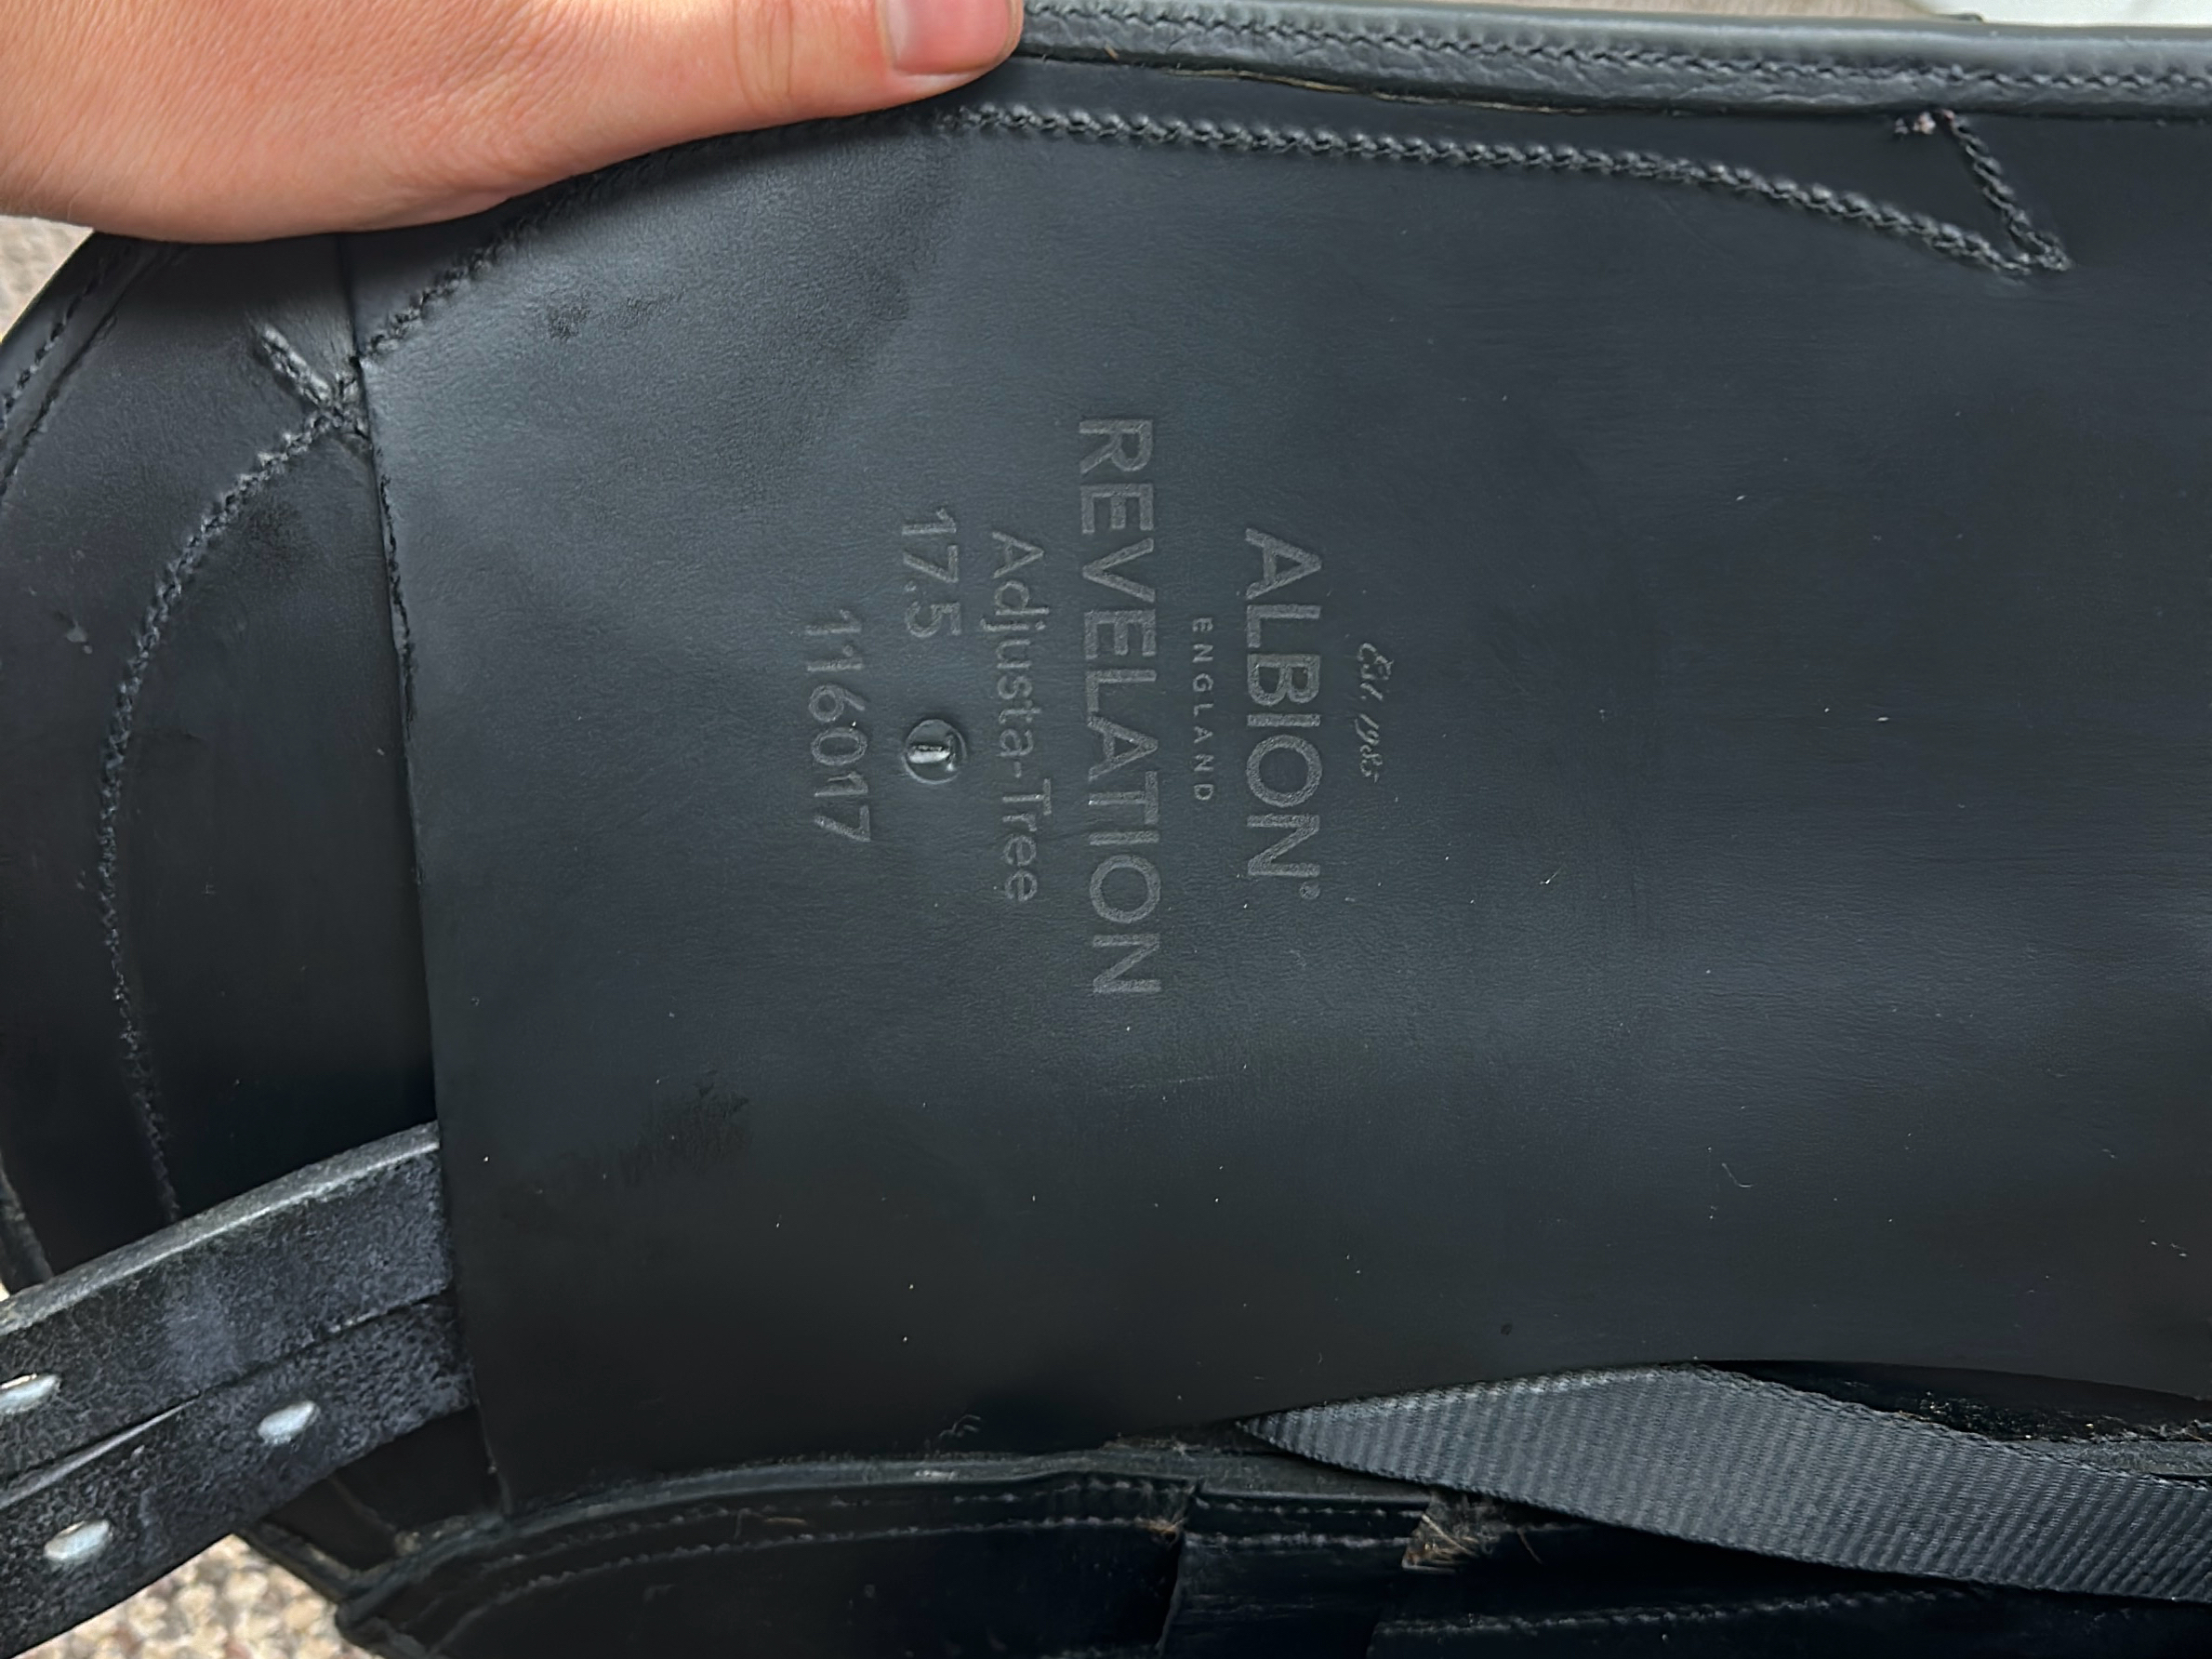 Est. 1985
ALBION®
ENGLAND
REVELATION
Adjusta-Tree
17.5
116017